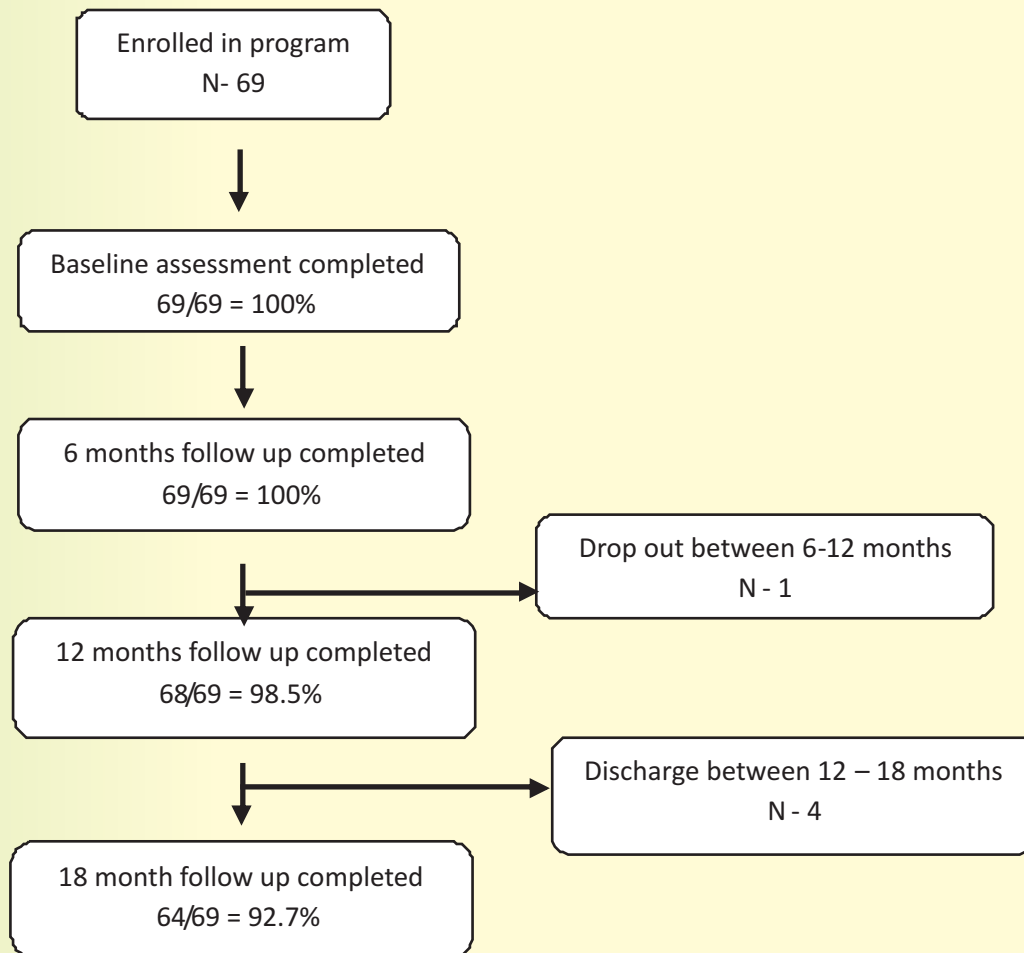 Enrolled in program
N- 69
Baseline assessment completed
69/69 = 100%
6 months follow up completed
69/69 = 100%
Drop out between 6-12 months
N - 1
12 months follow up completed
68/69 = 98.5%
Discharge between 12 – 18 months
N - 4
18 month follow up completed
64/69 = 92.7%